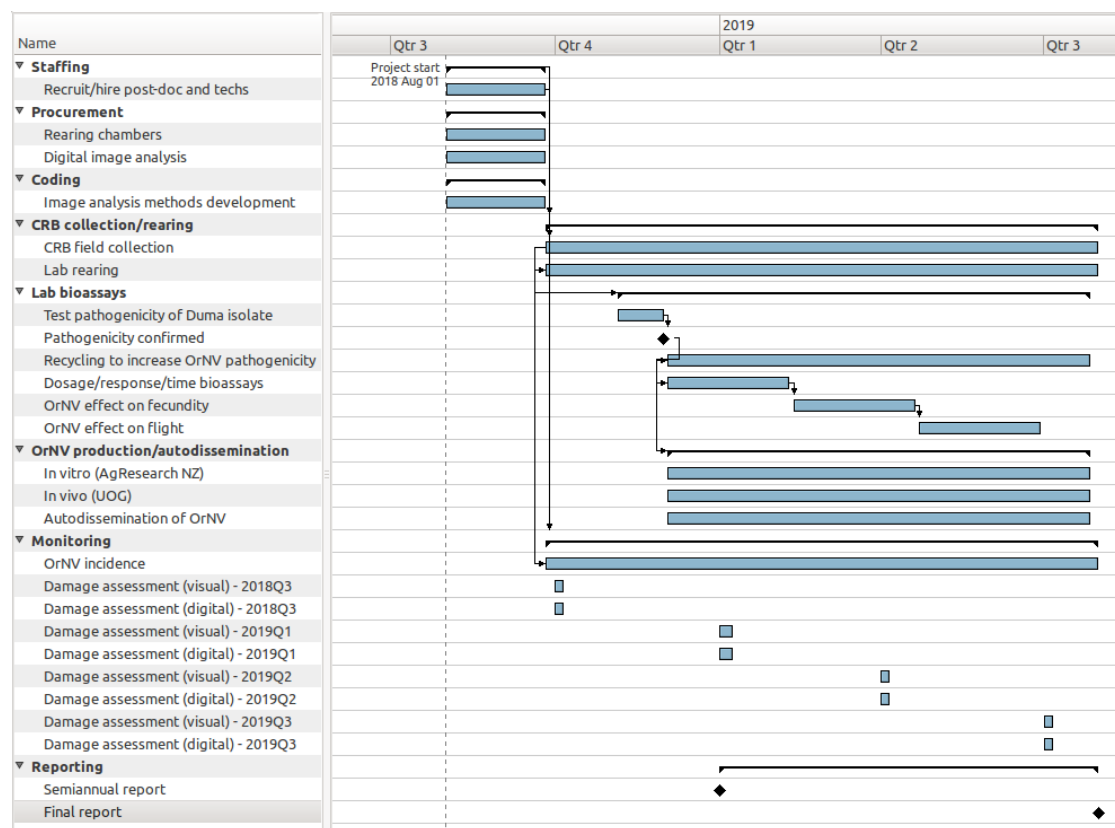 2019
Name
Qtr 3 Qtr 4 Qtr 1 Qtr 2 Qtr 3
Staffing
Project start
2018 Aug 01
Recruit/hire post-doc and techs
Procurement
Rearing chambers
Digital image analysis
Coding
Image analysis methods development
CRB collection/rearing
CRB field collection
Lab rearing
Lab bioassays
Test pathogenicity of Duma isolate
Pathogenicity confirmed
Recycling to increase OrNV pathogenicity
Dosage/response/time bioassays
OrNV effect on fecundity
OrNV effect on flight
OrNV production/autodissemination
In vitro (AgResearch NZ)
In vivo (UOG)
Autodissemination of OrNV
Monitoring
OrNV incidence
Damage assessment (visual) - 2018Q3
Damage assessment (digital) - 2018Q3
Damage assessment (visual) - 2019Q1
Damage assessment (digital) - 2019Q1
Damage assessment (visual) - 2019Q2
Damage assessment (digital) - 2019Q2
Damage assessment (visual) - 2019Q3
Damage assessment (digital) - 2019Q3
Reporting
Semiannual report
Final report